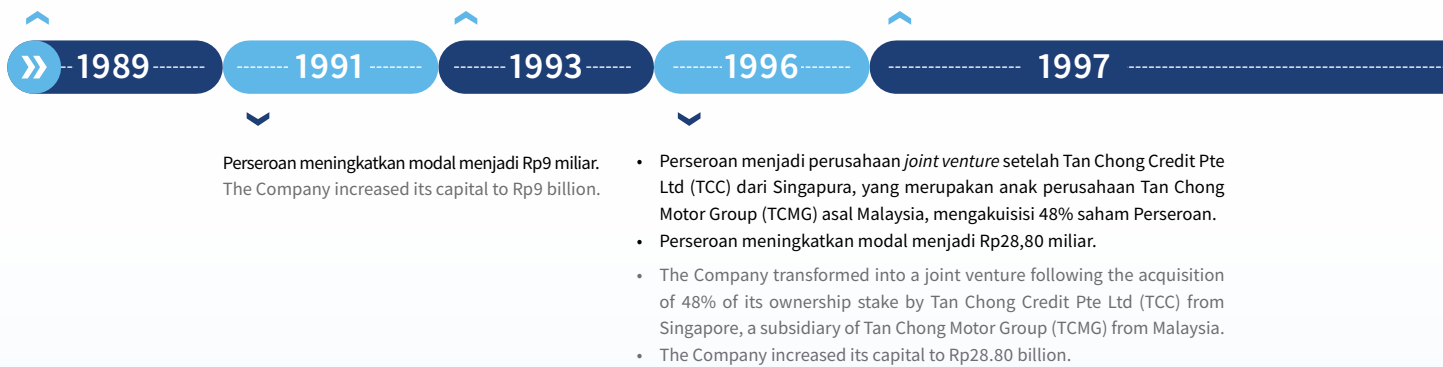 1989
1991
1993
1996
1997
Perseroan meningkatkan modal menjadi Rp9 miliar.
The Company increased its capital to Rp9 billion.
• Perseroan menjadi perusahaan joint venture setelah Tan Chong Credit Pte
Ltd (TCC) dari Singapura, yang merupakan anak perusahaan Tan Chong
Motor Group (TCMG) asal Malaysia, mengakuisisi 48% saham Perseroan.
• Perseroan meningkatkan modal menjadi Rp28,80 miliar.
• The Company transformed into a joint venture following the acquisition
of 48% of its ownership stake by Tan Chong Credit Pte Ltd (TCC) from
Singapore, a subsidiary of Tan Chong Motor Group (TCMG) from Malaysia.
• The Company increased its capital to Rp28.80 billion.